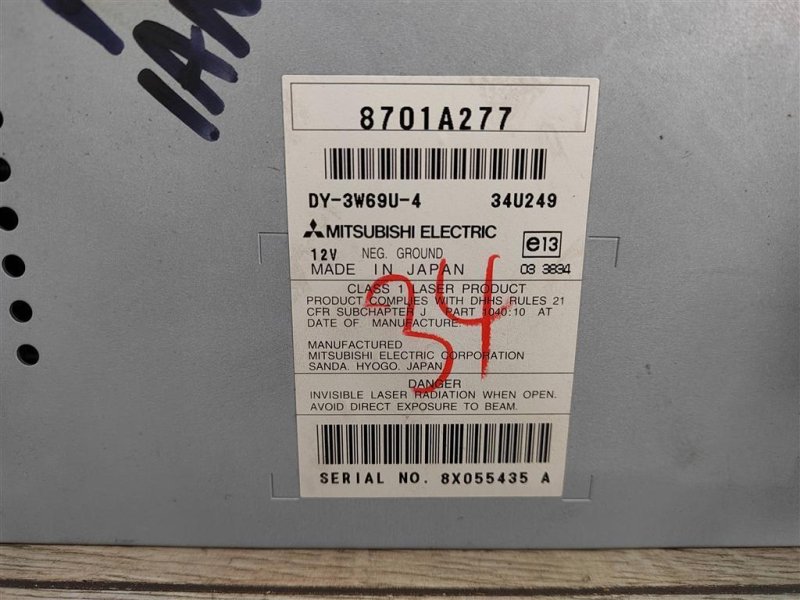 8701A277
DY-3W69U-4 34U249
MITSUBISHI ELECTRIC
12V NEG. GROUND e13
MADE IN JAPAN 03 3834
CLASS 1 LASER PRODUCT
PRODUCT COMPLIES WITH DHHS RULES 21
CFR SUBCHAPTER J PART 1040:10 AT
DATE OF MANUFACTURE.
34
MANUFACTURED
MITSUBISHI ELECTRIC CORPORATION
SANDA. HYOGO. JAPAN
DANGER
INVISIBLE LASER RADIATION WHEN OPEN.
AVOID DIRECT EXPOSURE TO BEAM.
SERIAL NO. 8X055435 A